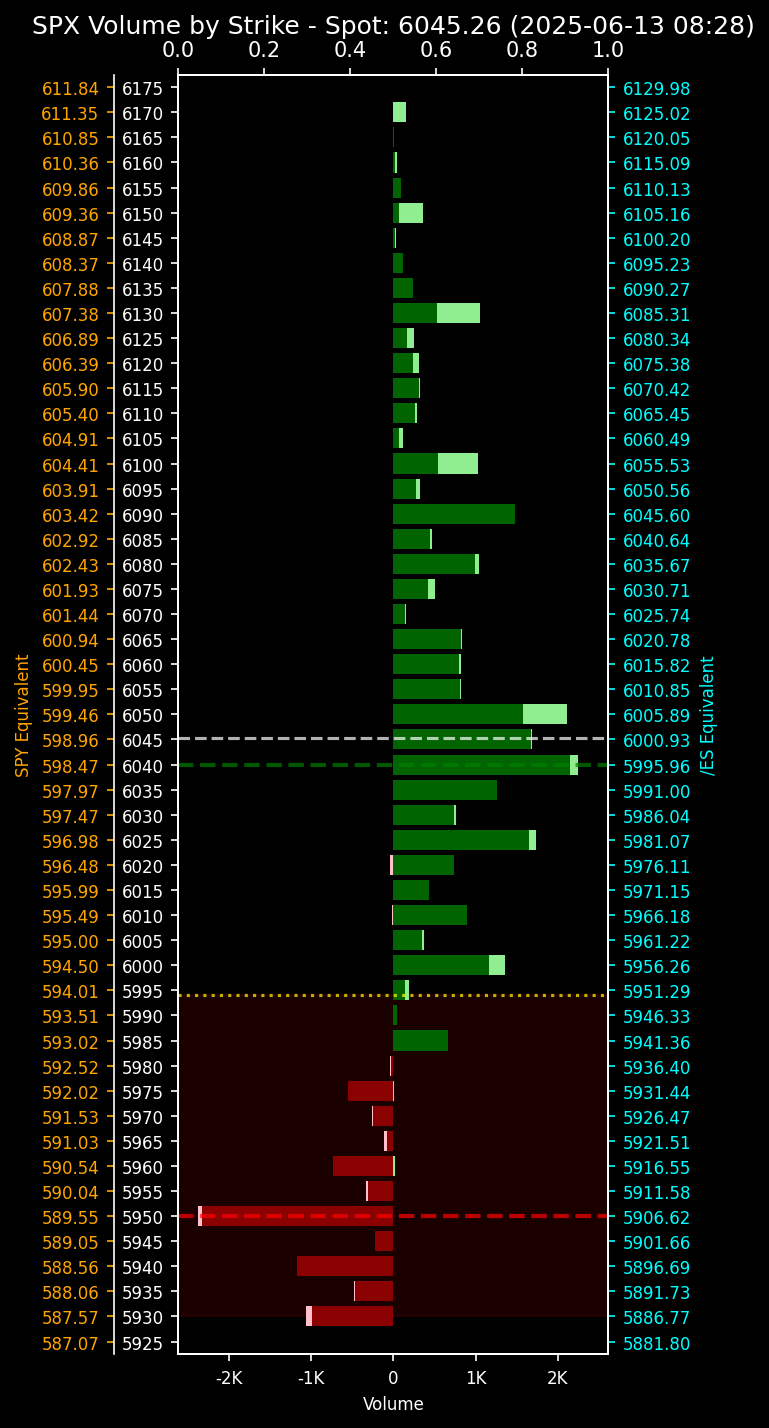 SPX Volume by Strike - Spot: 6045.26 (2025-06-13 08:28)
0.0 0.2 0.4 0.6 0.8 1.0
611.84 6175 6129.98
611.35 6170 6125.02
610.85 6165 6120.05
610.36 6160 6115.09
609.86 6155 6110.13
609.36 6150 6105.16
608.87 6145 6100.20
608.37 6140 6095.23
607.88 6135 6090.27
607.38 6130 6085.31
606.89 6125 6080.34
606.39 6120 6075.38
605.90 6115 6070.42
605.40 6110 6065.45
604.91 6105 6060.49
604.41 6100 6055.53
603.91 6095 6050.56
603.42 6090 6045.60
602.92 6085 6040.64
602.43 6080 6035.67
601.93 6075 6030.71
601.44 6070 6025.74
600.94 6065 6020.78
600.45 6060 6015.82
599.95 6055 6010.85
599.46 6050 6005.89
598.96 6045 6000.93
598.47 6040 5995.96
597.97 6035 5991.00
597.47 6030 5986.04
596.98 6025 5981.07
596.48 6020 5976.11
595.99 6015 5971.15
595.49 6010 5966.18
595.00 6005 5961.22
594.50 6000 5956.26
594.01 5995 5951.29
593.51 5990 5946.33
593.02 5985 5941.36
592.52 5980 5936.40
592.02 5975 5931.44
591.53 5970 5926.47
591.03 5965 5921.51
590.54 5960 5916.55
590.04 5955 5911.58
589.55 5950 5906.62
589.05 5945 5901.66
588.56 5940 5896.69
588.06 5935 5891.73
587.57 5930 5886.77
587.07 5925 5881.80
SPY Equivalent
/ES Equivalent
-2K -1K 0 1K 2K
Volume